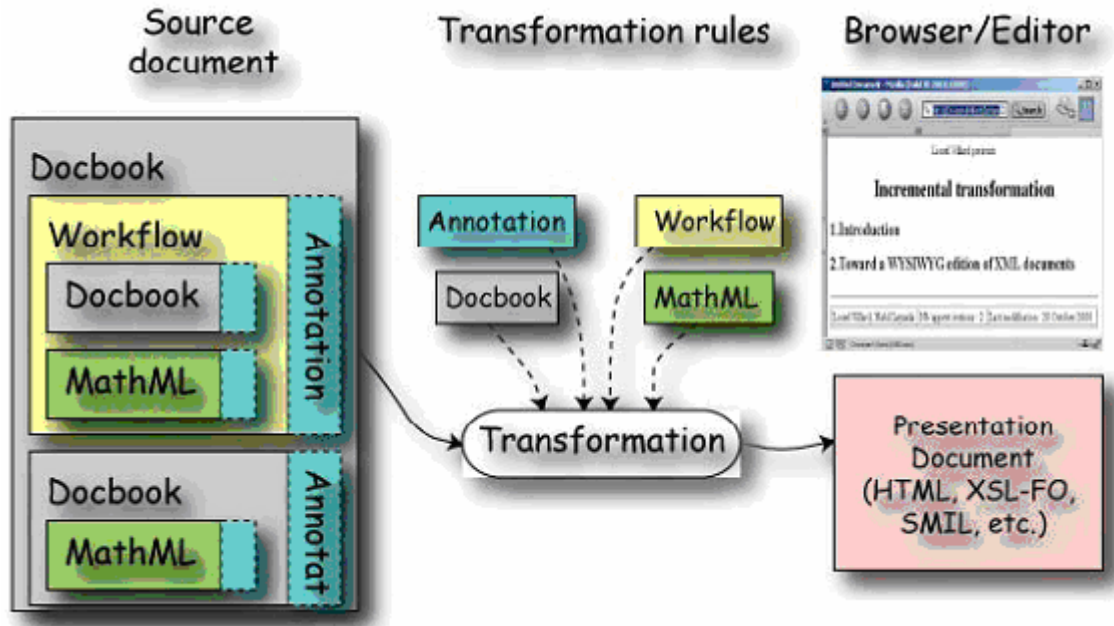 Source
document
Transformation rules
Browser/Editor
Docbook
Workflow
Docbook
MathML
Annotation
Docbook
MathML
Annotat
Annotation
Workflow
Docbook
MathML
Transformation
Search
Incremental transformation
1.Introduction
2.Toward a WYSIWYG edition of XML documents
Presentation
Document
(HTML, XSL-FO,
SMIL, etc.)